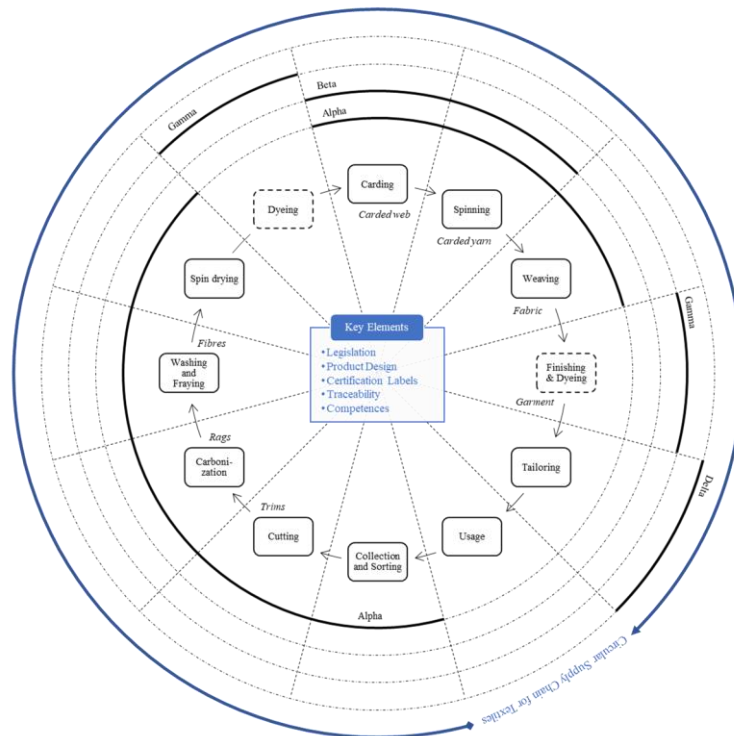 Gamma
Beta
Alpha
Dyeing
Carding
Carded web
Spinning
Carded yarn
Weaving
Fabric
Gamma
Finishing
& Dyeing
Garment
Tailoring
Delta
Usage
Collection
and Sorting
Cutting
Trims
Carboni-
zation
Rags
Washing
and
Fraying
Fibres
Spin drying
Key Elements
• Legislation
• Product Design
• Certification Labels
• Traceability
• Competences
Alpha
Circular Supply Chain for Textiles